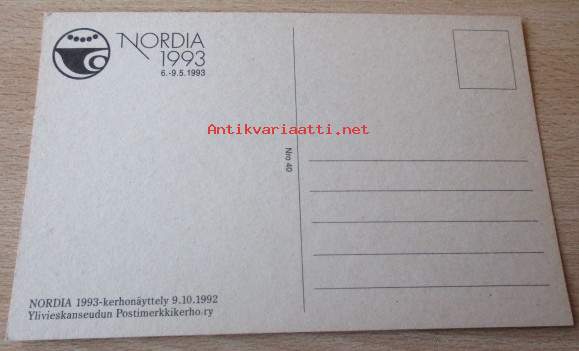 NORDIA
1993
6.-9.5.1993
Antikvariaatti.net
Nro 40
NORDIA 1993-kerhonäyttely 9.10.1992
Ylivieskanseudun Postimerkkikerho ry